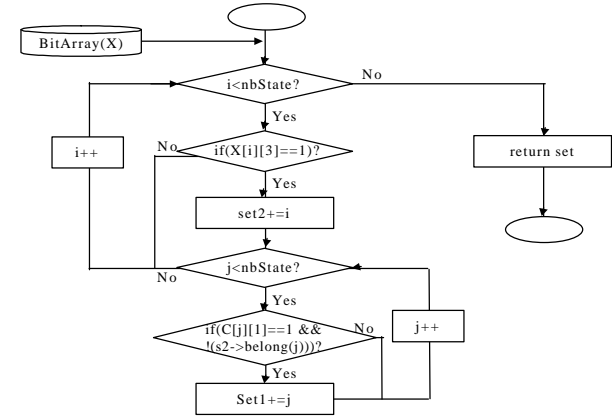 BitArray(X)
i<nbState?
No
Yes
i++
No
if(X[i][3]==1)?
return set
Yes
set2+=i
j<nbState?
No
Yes
if(C[j][1]==1 &&
!(s2->belong(j)))?
No
j++
Yes
Set1+=j